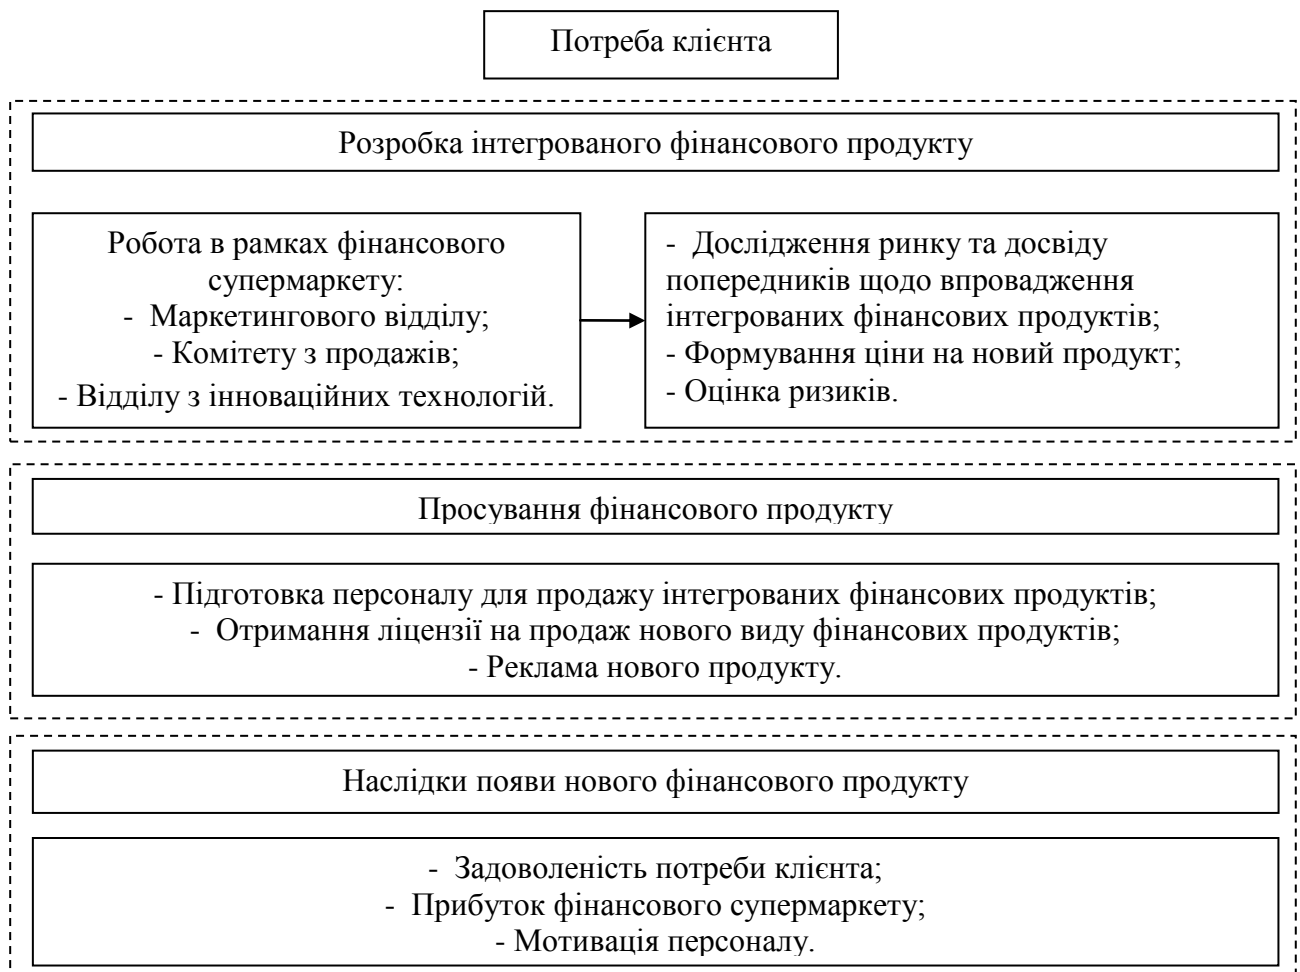 Потреба клієнта
Розробка інтегрованого фінансового продукту
Робота в рамках фінансового
супермаркету:
- Маркетингового відділу;
- Комітету з продажів;
- Відділу з інноваційних технологій.
- Дослідження ринку та досвіду
попередників щодо впровадження
інтегрованих фінансових продуктів;
- Формування ціни на новий продукт;
- Оцінка ризиків.
Просування фінансового продукту
- Підготовка персоналу для продажу інтегрованих фінансових продуктів;
- Отримання ліцензії на продаж нового виду фінансових продуктів;
- Реклама нового продукту.
Наслідки появи нового фінансового продукту
- Задоволеність потреби клієнта;
- Прибуток фінансового супермаркету;
- Мотивація персоналу.